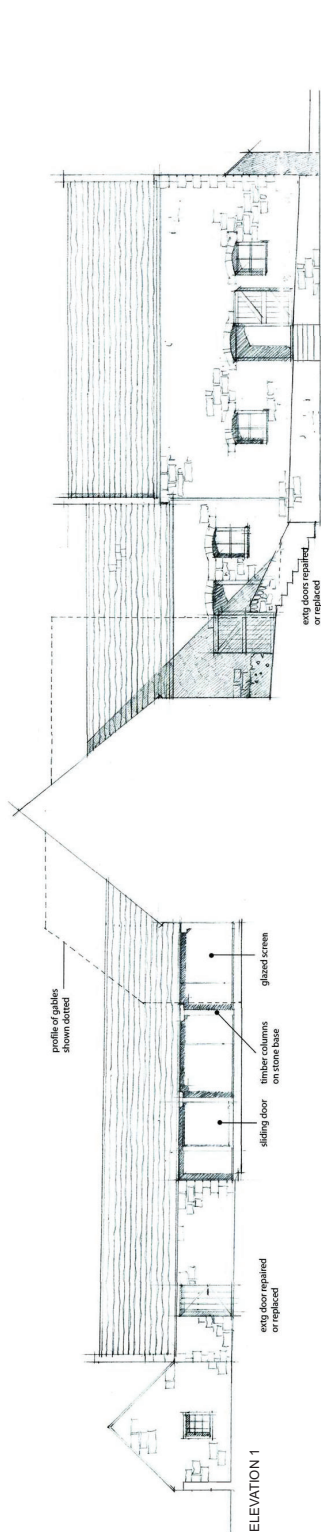 profile of gables
shown dotted
extg doors repaired
or replaced
glazed screen
timber columns
on stone base
sliding door
extg door repaired
or replaced
ELEVATION 1